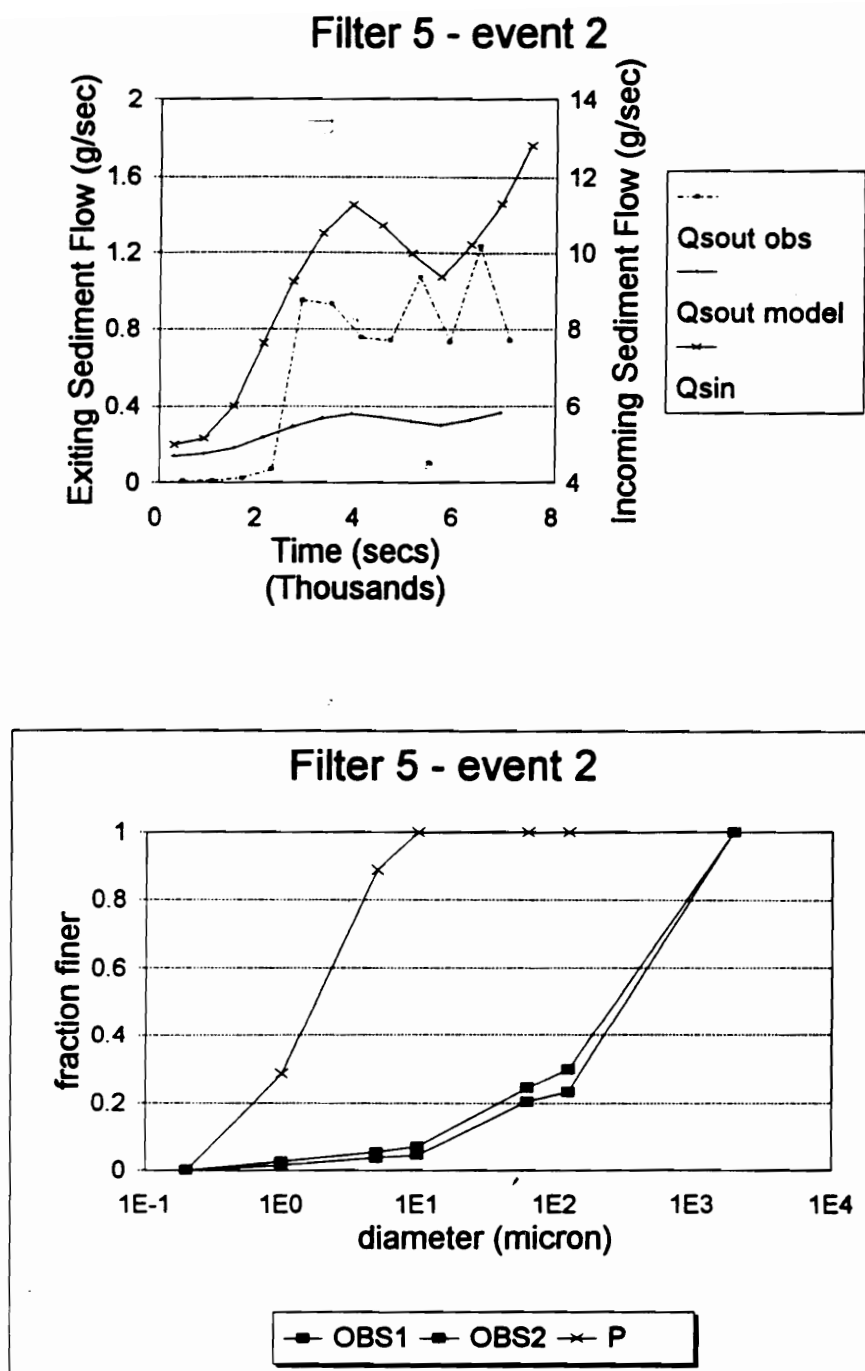 Filter 5 - event 2
Exiting Sediment Flow (g/sec)
2
1.6
1.2
0.8
0.4
0
14
12
10
8
6
4
Incoming Sediment Flow (g/sec)
0 2 4 6 8
Time (secs)
(Thousands)
Qsout obs
Qsout model
Qsin
Filter 5 - event 2
fraction finer
1
0.8
0.6
0.4
0.2
0
1E-1 1E0 1E1 1E2 1E3 1E4
diameter (micron)
OBS1 OBS2 P